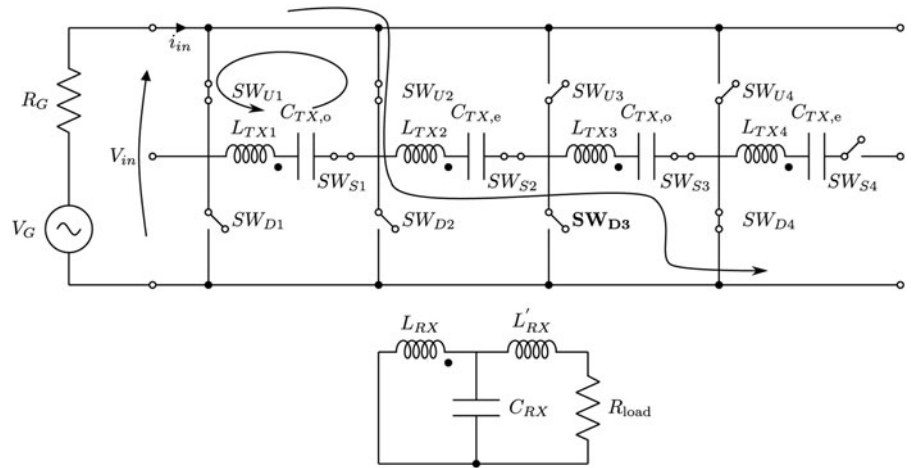 i_in
R_G
V_in
V_G
SW_U1
SW_U2
SW_U3
SW_U4
C_TX,o
C_TX,e
C_TX,o
C_TX,e
L_TX1
L_TX2
L_TX3
L_TX4
SW_S1
SW_S2
SW_S3
SW_S4
SW_D1
SW_D2
SW_D3
SW_D4
L_RX
L'_RX
C_RX
R_load